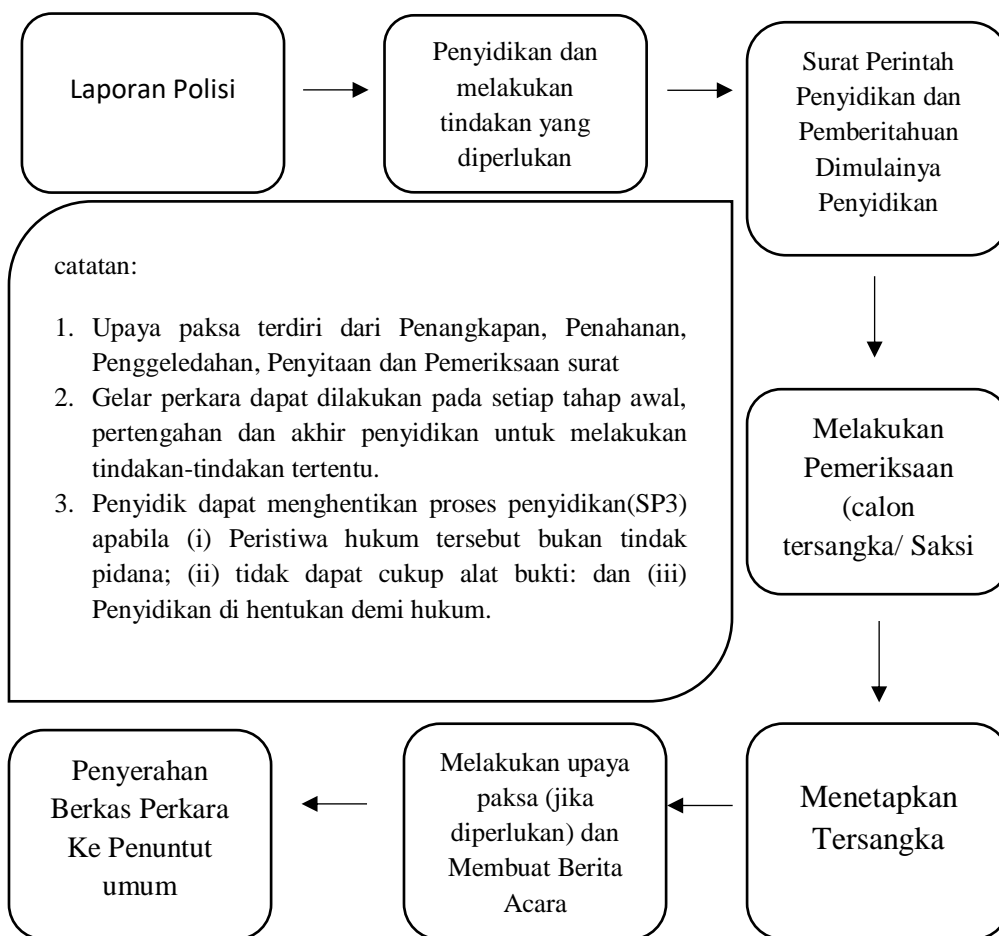 Laporan Polisi
Penyidikan dan
melakukan
tindakan yang
diperlukan
Surat Perintah
Penyidikan dan
Pemberitahuan
Dimulainya
Penyidikan
catatan:
1. Upaya paksa terdiri dari Penangkapan, Penahanan,
Penggeledahan, Penyitaan dan Pemeriksaan surat
2. Gelar perkara dapat dilakukan pada setiap tahap awal,
pertengahan dan akhir penyidikan untuk melakukan
tindakan-tindakan tertentu.
3. Penyidik dapat menghentikan proses penyidikan(SP3)
apabila (i) Peristiwa hukum tersebut bukan tindak
pidana; (ii) tidak dapat cukup alat bukti: dan (iii)
Penyidikan di hentukan demi hukum.
Melakukan
Pemeriksaan
(calon
tersangka/ Saksi
Menetapkan
Tersangka
Melakukan upaya
paksa (jika
diperlukan) dan
Membuat Berita
Acara
Penyerahan
Berkas Perkara
Ke Penuntut
umum